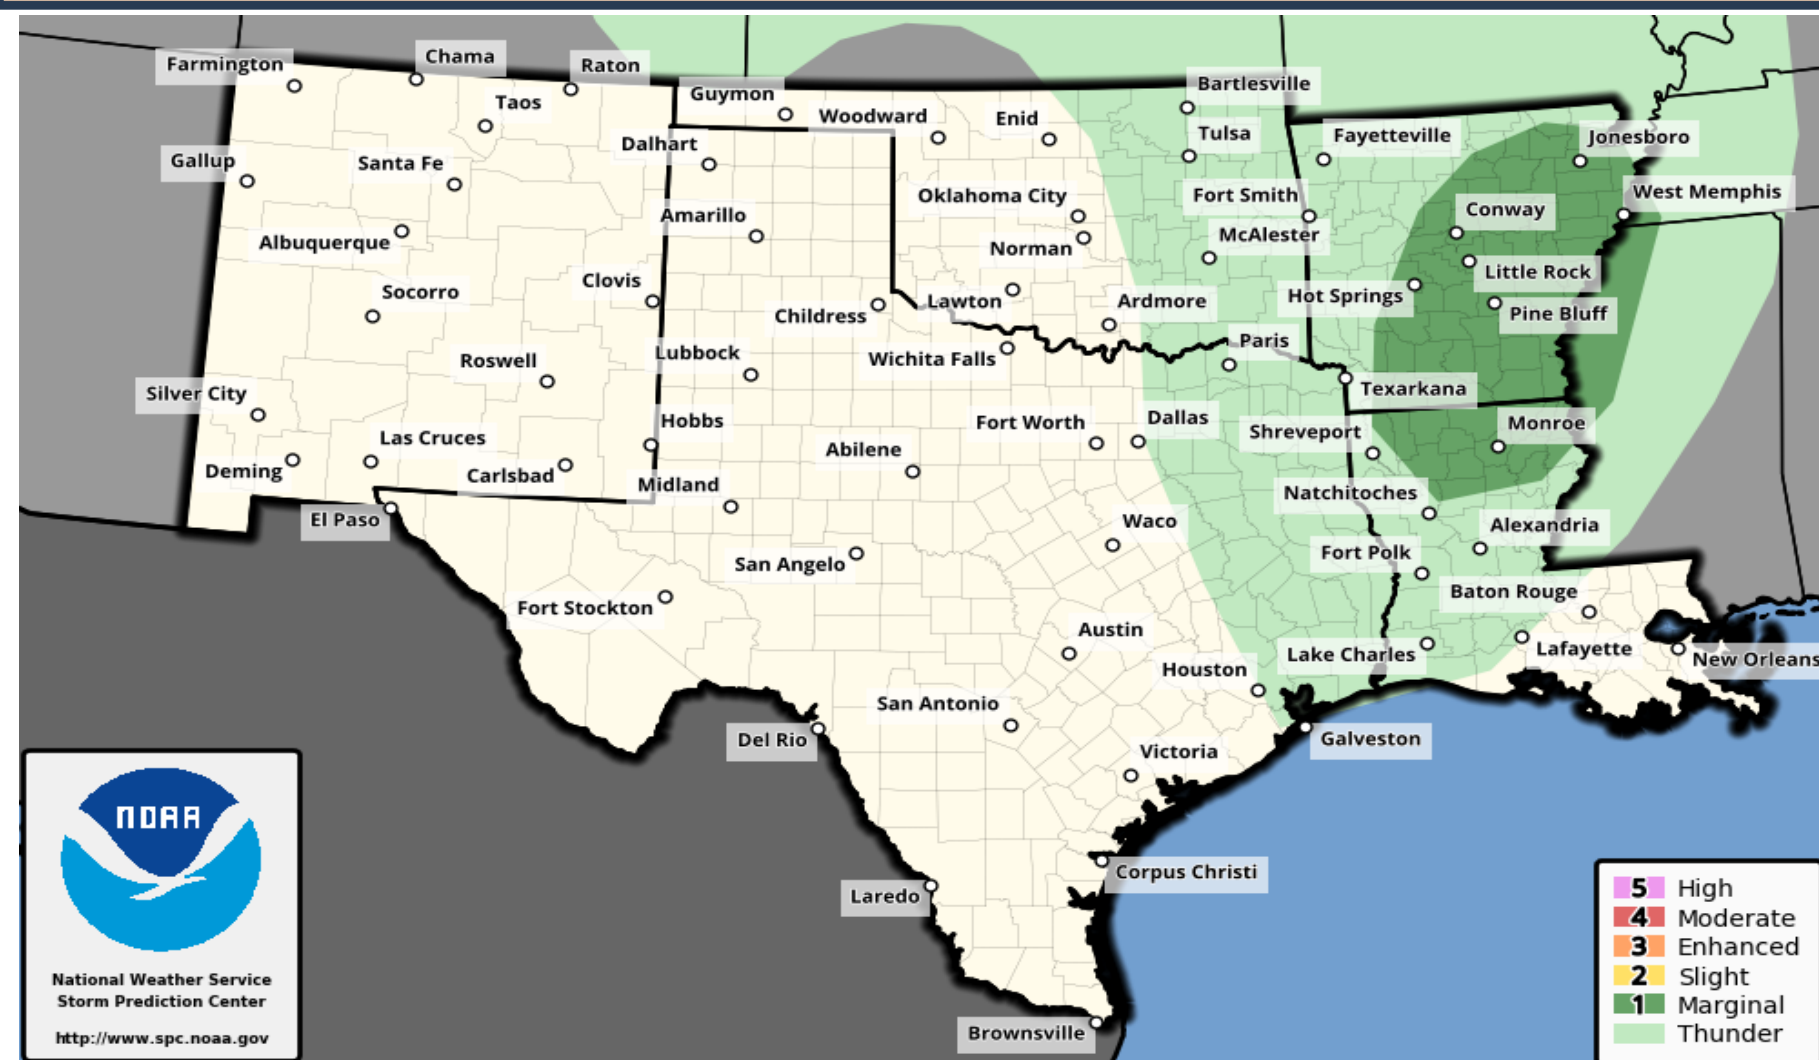 Farmington
Chama
Raton
Taos
Guymon
Woodward
Enid
Bartlesville
Tulsa
Fayetteville
Jonesboro
Gallup
Santa Fe
Dalhart
Oklahoma City
Fort Smith
Conway
West Memphis
Albuquerque
Amarillo
Norman
McAlester
Little Rock
Socorro
Clovis
Childress
Lawton
Ardmore
Hot Springs
Pine Bluff
Roswell
Lubbock
Wichita Falls
Paris
Texarkana
Silver City
Las Cruces
Hobbs
Abilene
Fort Worth
Dallas
Shreveport
Monroe
Deming
Carlsbad
Midland
Natchitoches
El Paso
San Angelo
Waco
Fort Polk
Alexandria
Fort Stockton
Austin
Baton Rouge
Houston
Lake Charles
Lafayette
New Orleans
San Antonio
Del Rio
Victoria
Galveston
Laredo
Corpus Christi
Brownsville
NOAA
National Weather Service
Storm Prediction Center
http://www.spc.noaa.gov
5 High
4 Moderate
3 Enhanced
2 Slight
1 Marginal
Thunder